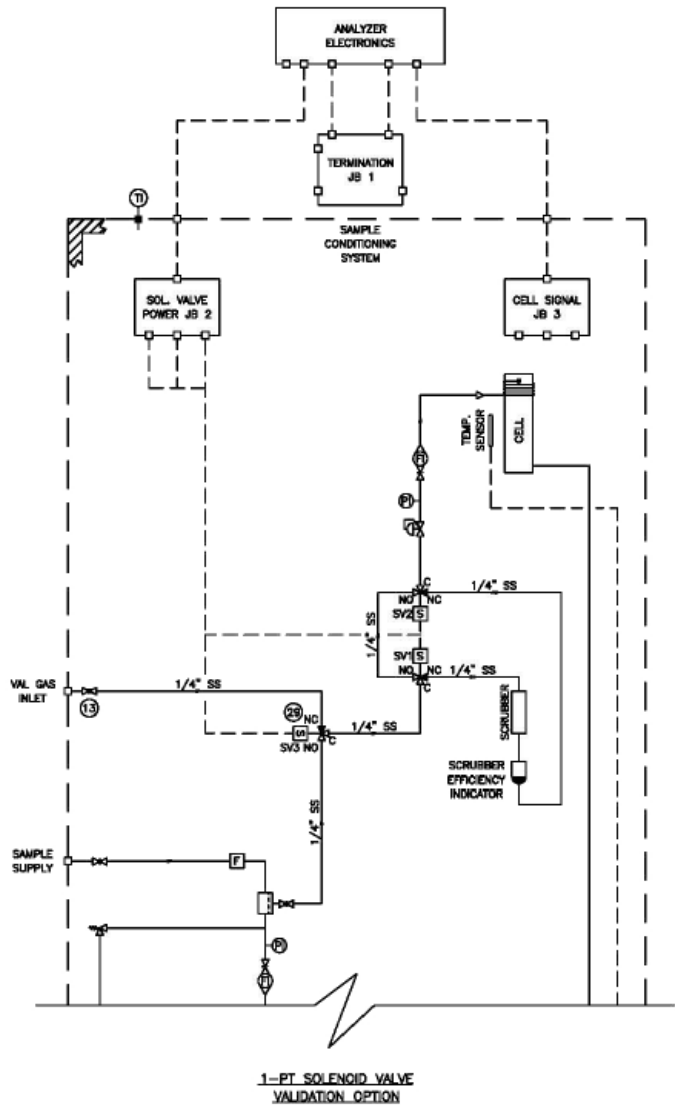 ANALYZER
ELECTRONICS
TERMINATION
JB 1
TI
SAMPLE
CONDITIONING
SYSTEM
SOL. VALVE
POWER JB 2
CELL SIGNAL
JB 3
TEMP.
SENSOR
CELL
FI
PI
C
NO NC
1/4" SS
SV2 S
1/4" SS
SV1 S
NO NC
1/4" SS
C
VAL GAS
INLET
1/4" SS
13
29
NC
S
SV3 NO
C
1/4" SS
SCRUBBER
SCRUBBER
EFFICIENCY
INDICATOR
1/4" SS
SAMPLE
SUPPLY
F
PI
FI
1-PT SOLENOID VALVE
VALIDATION OPTION